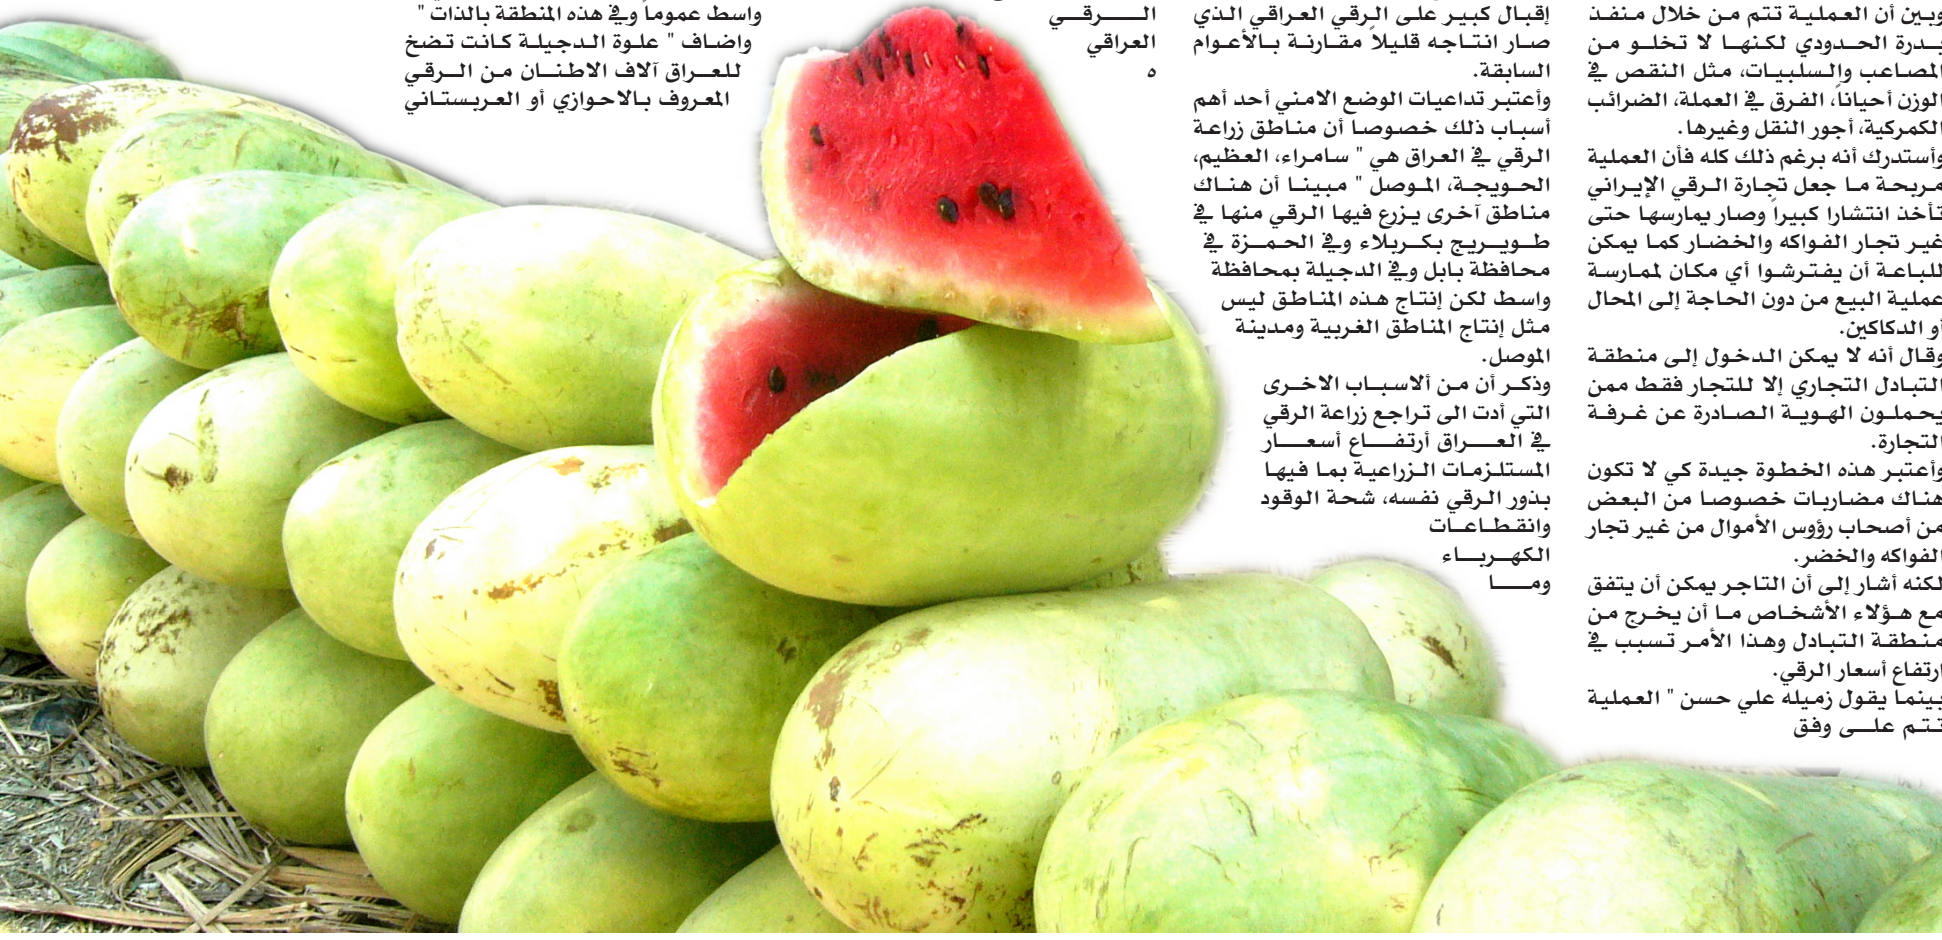 وبين أن العملية تتم من خلال منفذ
بدرة الحدودي لكنها لا تخلو من
المصاعب والسلبيات، مثل النقص في
الوزن أحياناً، الفرق في العملة، الضرائب
الكمركية، أجور النقل وغيرها.
وأستدرك أنه برغم ذلك كله فأن العملية
مربحة ما جعل تجارة الرقي الإيراني
تأخذ انتشارا كبيراً وصار يمارسها حتى
غير تجار الفواكه والخضار كما يمكن
للباعة أن يفترشوا أي مكان لممارسة
عملية البيع من دون الحاجة إلى المحال
أو الدكاكين.
وقال أنه لا يمكن الدخول إلى منطقة
التبادل التجاري إلا للتجار فقط ممن
يحملون الهوية الصادرة عن غرفة
التجارة.
وأعتبر هذه الخطوة جيدة كي لا تكون
هناك مضاربات خصوصا من البعض
من أصحاب رؤوس الأموال من غير تجار
الفواكه والخضر.
لكنه أشار إلى أن التاجر يمكن أن يتفق
مع هؤلاء الأشخاص ما أن يخرج من
منطقة التبادل وهذا الأمر تسبب في
ارتفاع أسعار الرقي.
بينما يقول زميله علي حسن " العملية
تتم على وفق
إقبال كبير على الرقي العراقي الذي
صار انتاجه قليلاً مقارنة بالأعوام
السابقة.
وأعتبر تداعيات الوضع الامني أحد أهم
أسباب ذلك خصوصا أن مناطق زراعة
الرقي في العراق هي " سامراء، العظيم،
الحويجة، الموصل " مبينا أن هناك
مناطق آخرى يزرع فيها الرقي منها في
طويريج بكربلاء وفي الحمزة في
محافظة بابل وفي الدجيلة بمحافظة
واسط لكن إنتاج هذه المناطق ليس
مثل إنتاج المناطق الغربية ومدينة
الموصل.
وذكر أن من ألاسباب الاخرى
التي أدت الى تراجع زراعة الرقي
في العراق أرتفاع أسعار
المستلزمات الزراعية بما فيها
بذور الرقي نفسه، شحة الوقود
وانقطاعات
الكهرباء
وما
الرقي
العراقي
ه
واسط عموماً وفي هذه المنطقة بالذات "
واضاف " علوة الدجيلة كانت تضخ
للعراق آلاف الاطنان من الرقي
المعروف بالاحوازي أو العربستاني